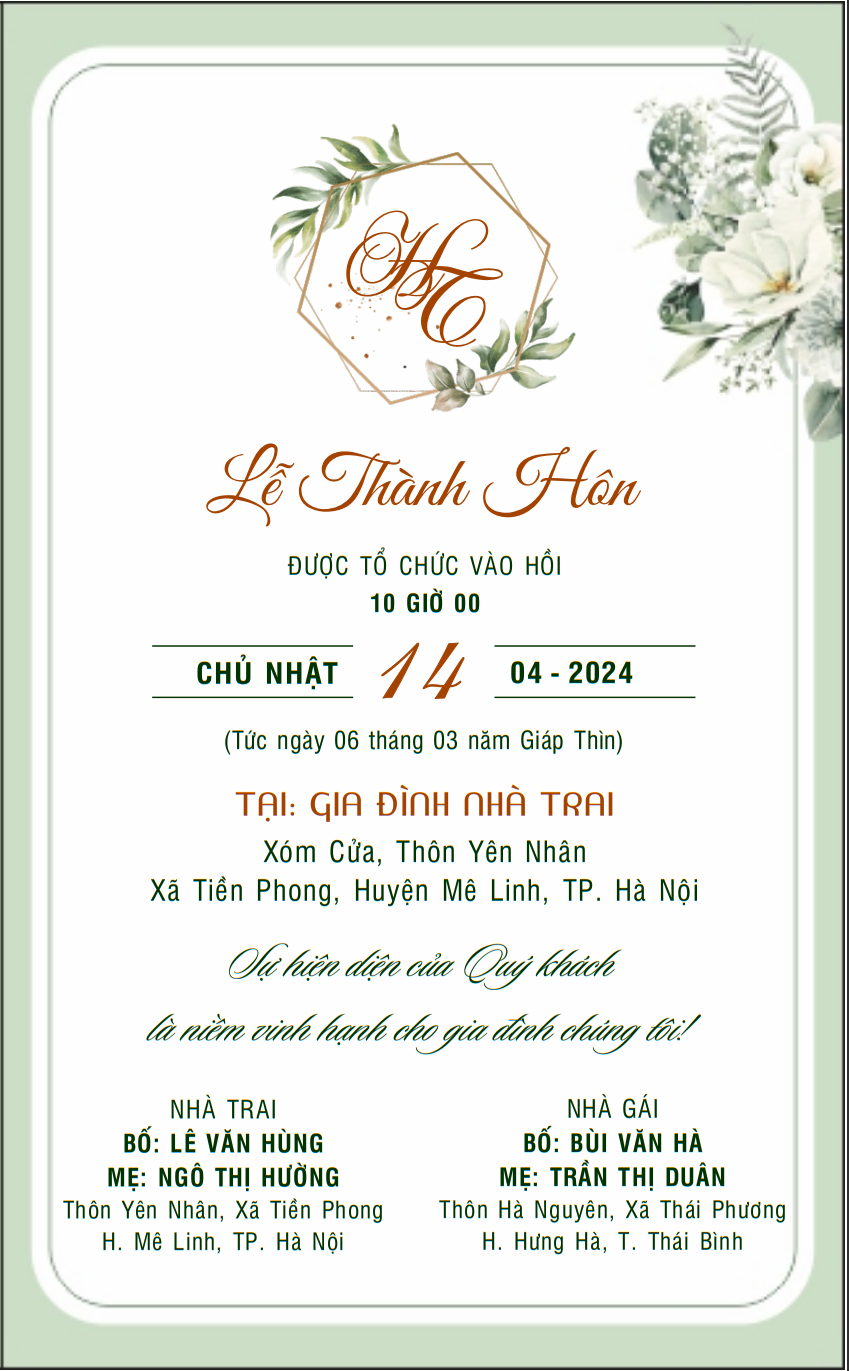 HT
Lễ Thành Hôn
ĐƯỢC TỔ CHỨC VÀO HỒI
10 GIỜ 00
CHỦ NHẬT 14 04 - 2024
(Tức ngày 06 tháng 03 năm Giáp Thìn)
TẠI: GIA ĐÌNH NHÀ TRAI
Xóm Cửa, Thôn Yên Nhân
Xã Tiền Phong, Huyện Mê Linh, TP. Hà Nội
Sự hiện diện của Quý khách
là niềm vinh hạnh cho gia đình chúng tôi!
NHÀ TRAI
BỐ: LÊ VĂN HÙNG
MẸ: NGÔ THỊ HƯỜNG
Thôn Yên Nhân, Xã Tiền Phong
H. Mê Linh, TP. Hà Nội
NHÀ GÁI
BỐ: BÙI VĂN HÀ
MẸ: TRẦN THỊ DUÂN
Thôn Hà Nguyên, Xã Thái Phương
H. Hưng Hà, T. Thái Bình